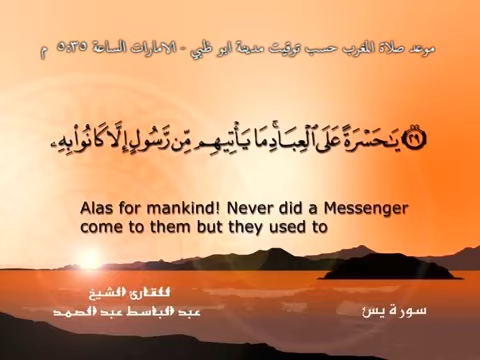 موعد صلاة المغرب حسب توقيت مدينة ابو ظبي - الامارات الساعة ٥:٣٥ م
﴿٢٩﴾ يَٰحَسْرَةً عَلَى ٱلْعِبَادِ ۚ مَا يَأْتِيهِم مِّن رَّسُولٍ إِلَّا كَانُوا۟ بِهِۦ
Alas for mankind! Never did a Messenger
come to them but they used to
للقارئ الشيخ
عبد الباسط عبد الصمد
سورة يس